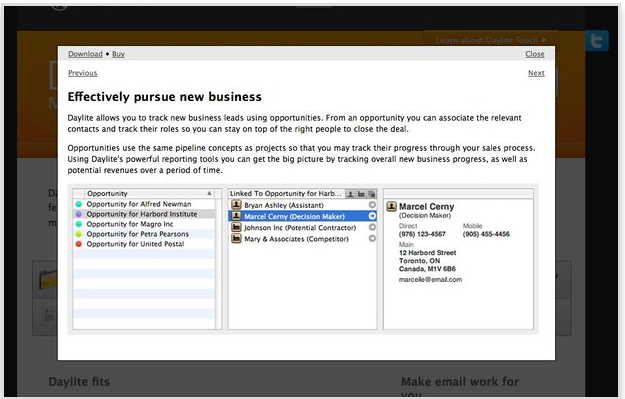 Learn about Daylite Touch
Download • Buy
Close
Previous
Next
Effectively pursue new business
Daylite allows you to track new business leads using opportunities. From an opportunity you can associate the relevant
contacts and track their roles so you can stay on top of the right people to close the deal.
Opportunities use the same pipeline concepts as projects so that you may track their progress through your sales process.
Using Daylite's powerful reporting tools you can get the big picture by tracking overall new business progress, as well as
potential revenues over a period of time.
Opportunity
Opportunity for Alfred Newman
Opportunity for Harbord Institute
Opportunity for Magro Inc
Opportunity for Petra Pearsons
Opportunity for United Postal
Linked To Opportunity for Harb...
Bryan Ashley (Assistant)
Marcel Cerny (Decision Maker)
Johnson Inc (Potential Contractor)
Mary & Associates (Competitor)
Marcel Cerny
(Decision Maker)
Direct
Mobile
(976) 123-4567
(905) 455-4456
Main
12 Harbord Street
Toronto, ON
Canada, M1V 6B6
marcelle@email.com
Daylite fits
Make email work for
you